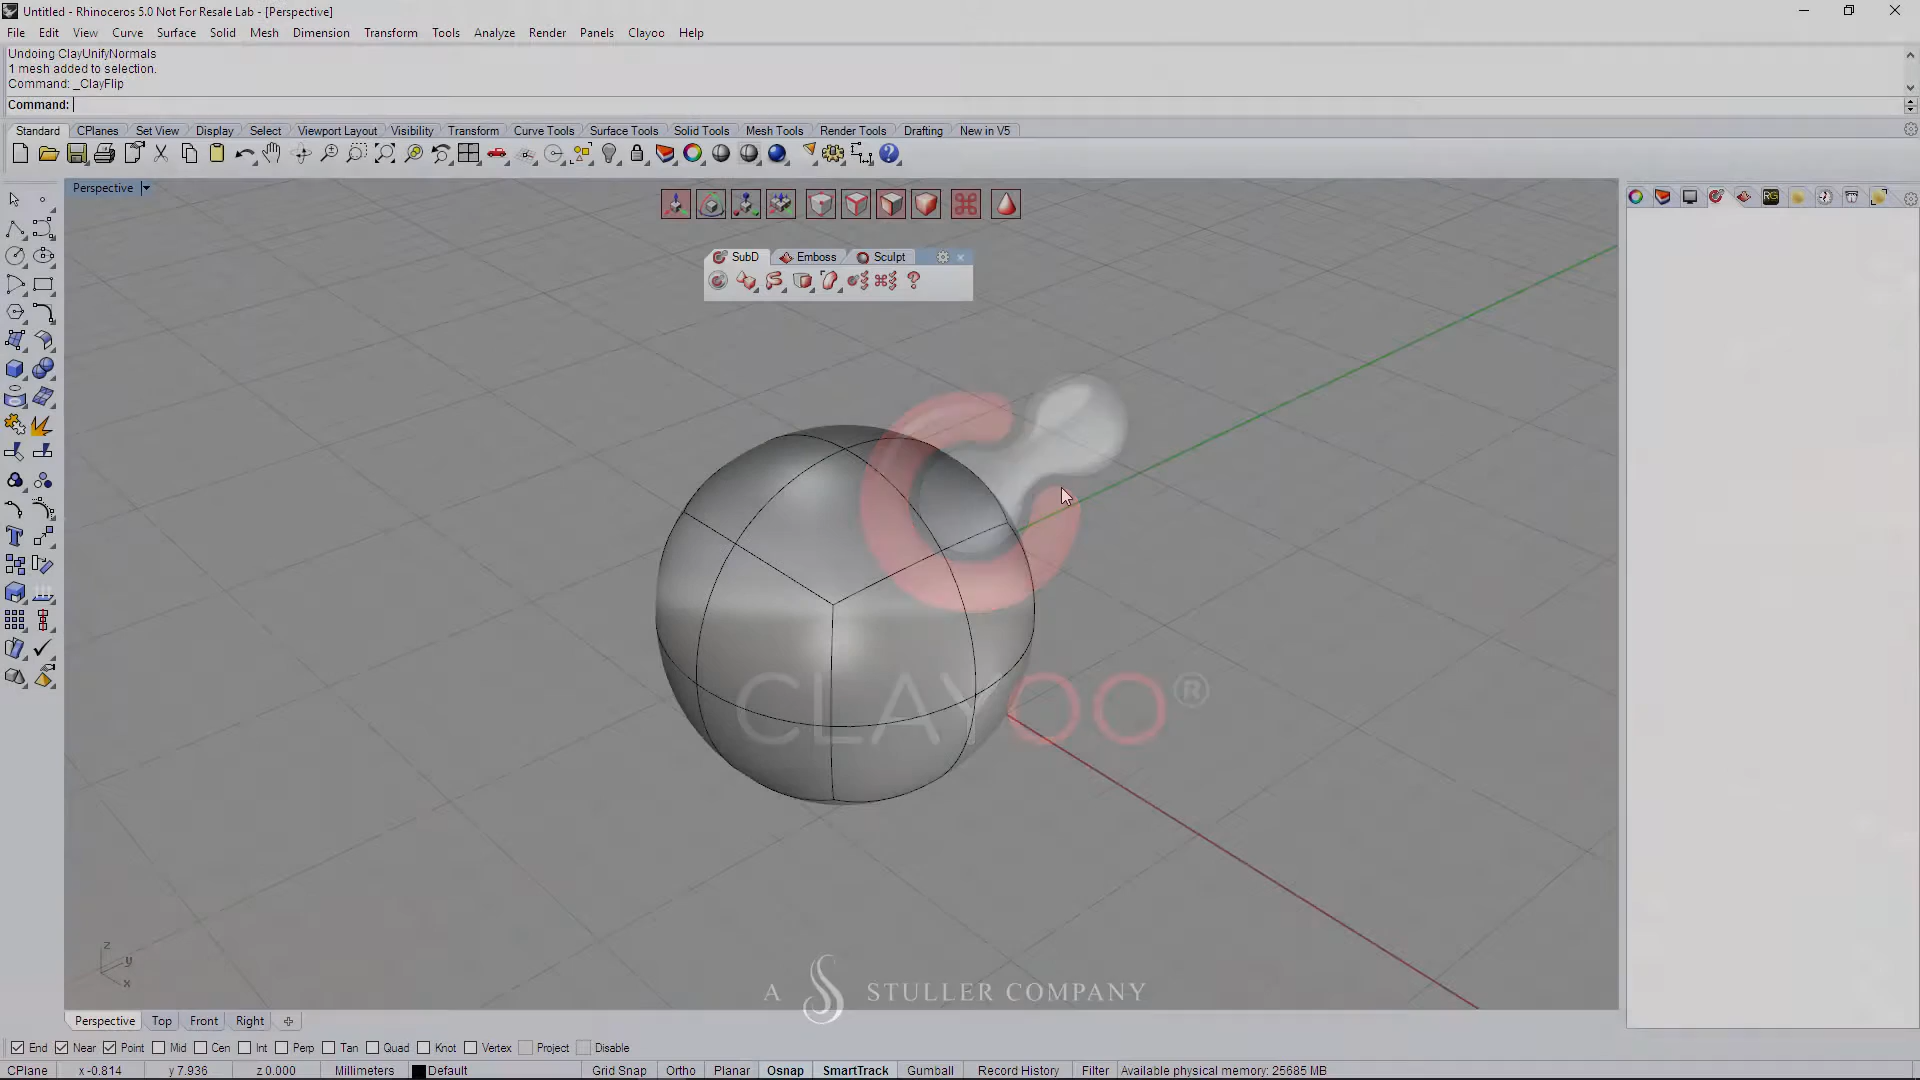 Untitled - Rhinoceros 5.0 Not For Resale Lab - [Perspective]
File Edit View Curve Surface Solid Mesh Dimension Transform Tools Analyze Render Panels Clayoo Help
Undoing ClayUnifyNormals
1 mesh added to selection.
Command: _ClayFlip
Command:
Standard CPlanes Set View Display Select Viewport Layout Visibility Transform Curve Tools Surface Tools Solid Tools Mesh Tools Render Tools Drafting New in V5
Perspective
RG
SubD Emboss Sculpt
CLAYOO®
z
y
x
A STULLER COMPANY
Perspective Top Front Right
End Near Point Mid Cen Int Perp Tan Quad Knot Vertex Project Disable
CPlane x -0.814 y 7.936 z 0.000 Millimeters Default Grid Snap Ortho Planar Osnap SmartTrack Gumball Record History Filter Available physical memory: 25685 MB